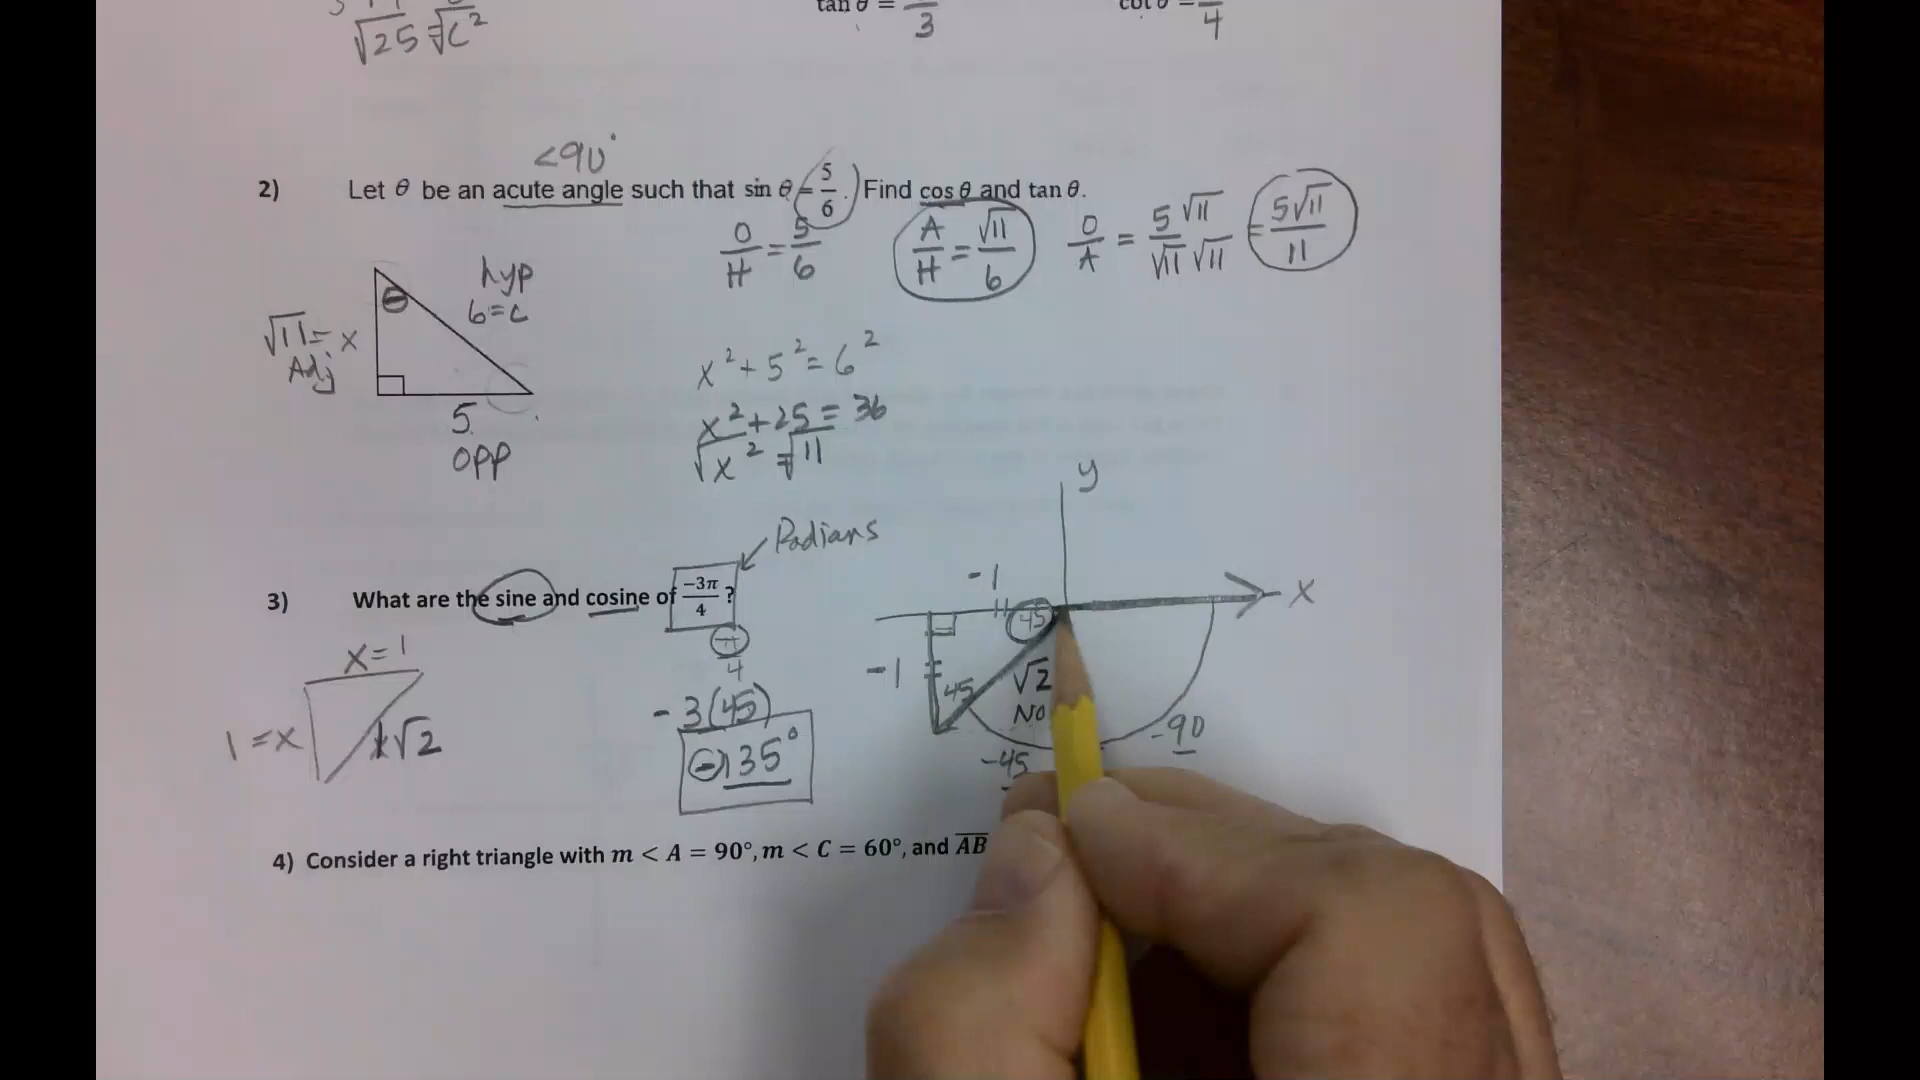 √25 = √C²
tan θ =
3
4
<90°
2) Let θ be an acute angle such that sin θ = 5/6. Find cos θ and tan θ.
O/H = 5/6
A/H = √11/6
O/A = 5√11/√11√11 = 5√11/11
θ
hyp
6=c
√11 = x
Adj
5
opp
x² + 5² = 6²
x² + 25 = 36
√x² = √11
Radians
3) What are the sine and cosine of −3π/4?
π/4
-3(45)
-135°
x=1
1=x
√2
y
x
-1
-1
45
45
√2
No
-90
-45
4) Consider a right triangle with m < A = 90°, m < C = 60°, and AB